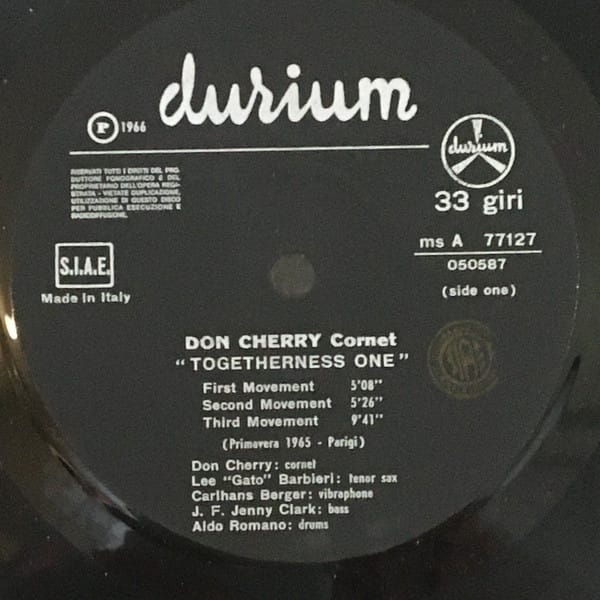 durium
P 1966
durium
RISERVATI TUTTI I DIRITTI DEL PRO-
DUTTORE FONOGRAFICO E DEL
PROPRIETARIO DELL'OPERA REGI-
STRATA - VIETATE DUPLICAZIONE,
UTILIZZAZIONE DI QUESTO DISCO
PER PUBBLICA ESECUZIONE E
RADIODIFFUSIONE.
33 giri
ms A 77127
050587
(side one)
S.I.A.E.
Made in Italy
DON CHERRY Cornet
"TOGETHERNESS ONE"
First Movement 5'08"
Second Movement 5'26"
Third Movement 9'41"
(Primavera 1965 - Parigi)
Don Cherry: cornet
Lee "Gato" Barbieri: tenor sax
Carlhans Berger: vibraphone
J. F. Jenny Clark: bass
Aldo Romano: drums